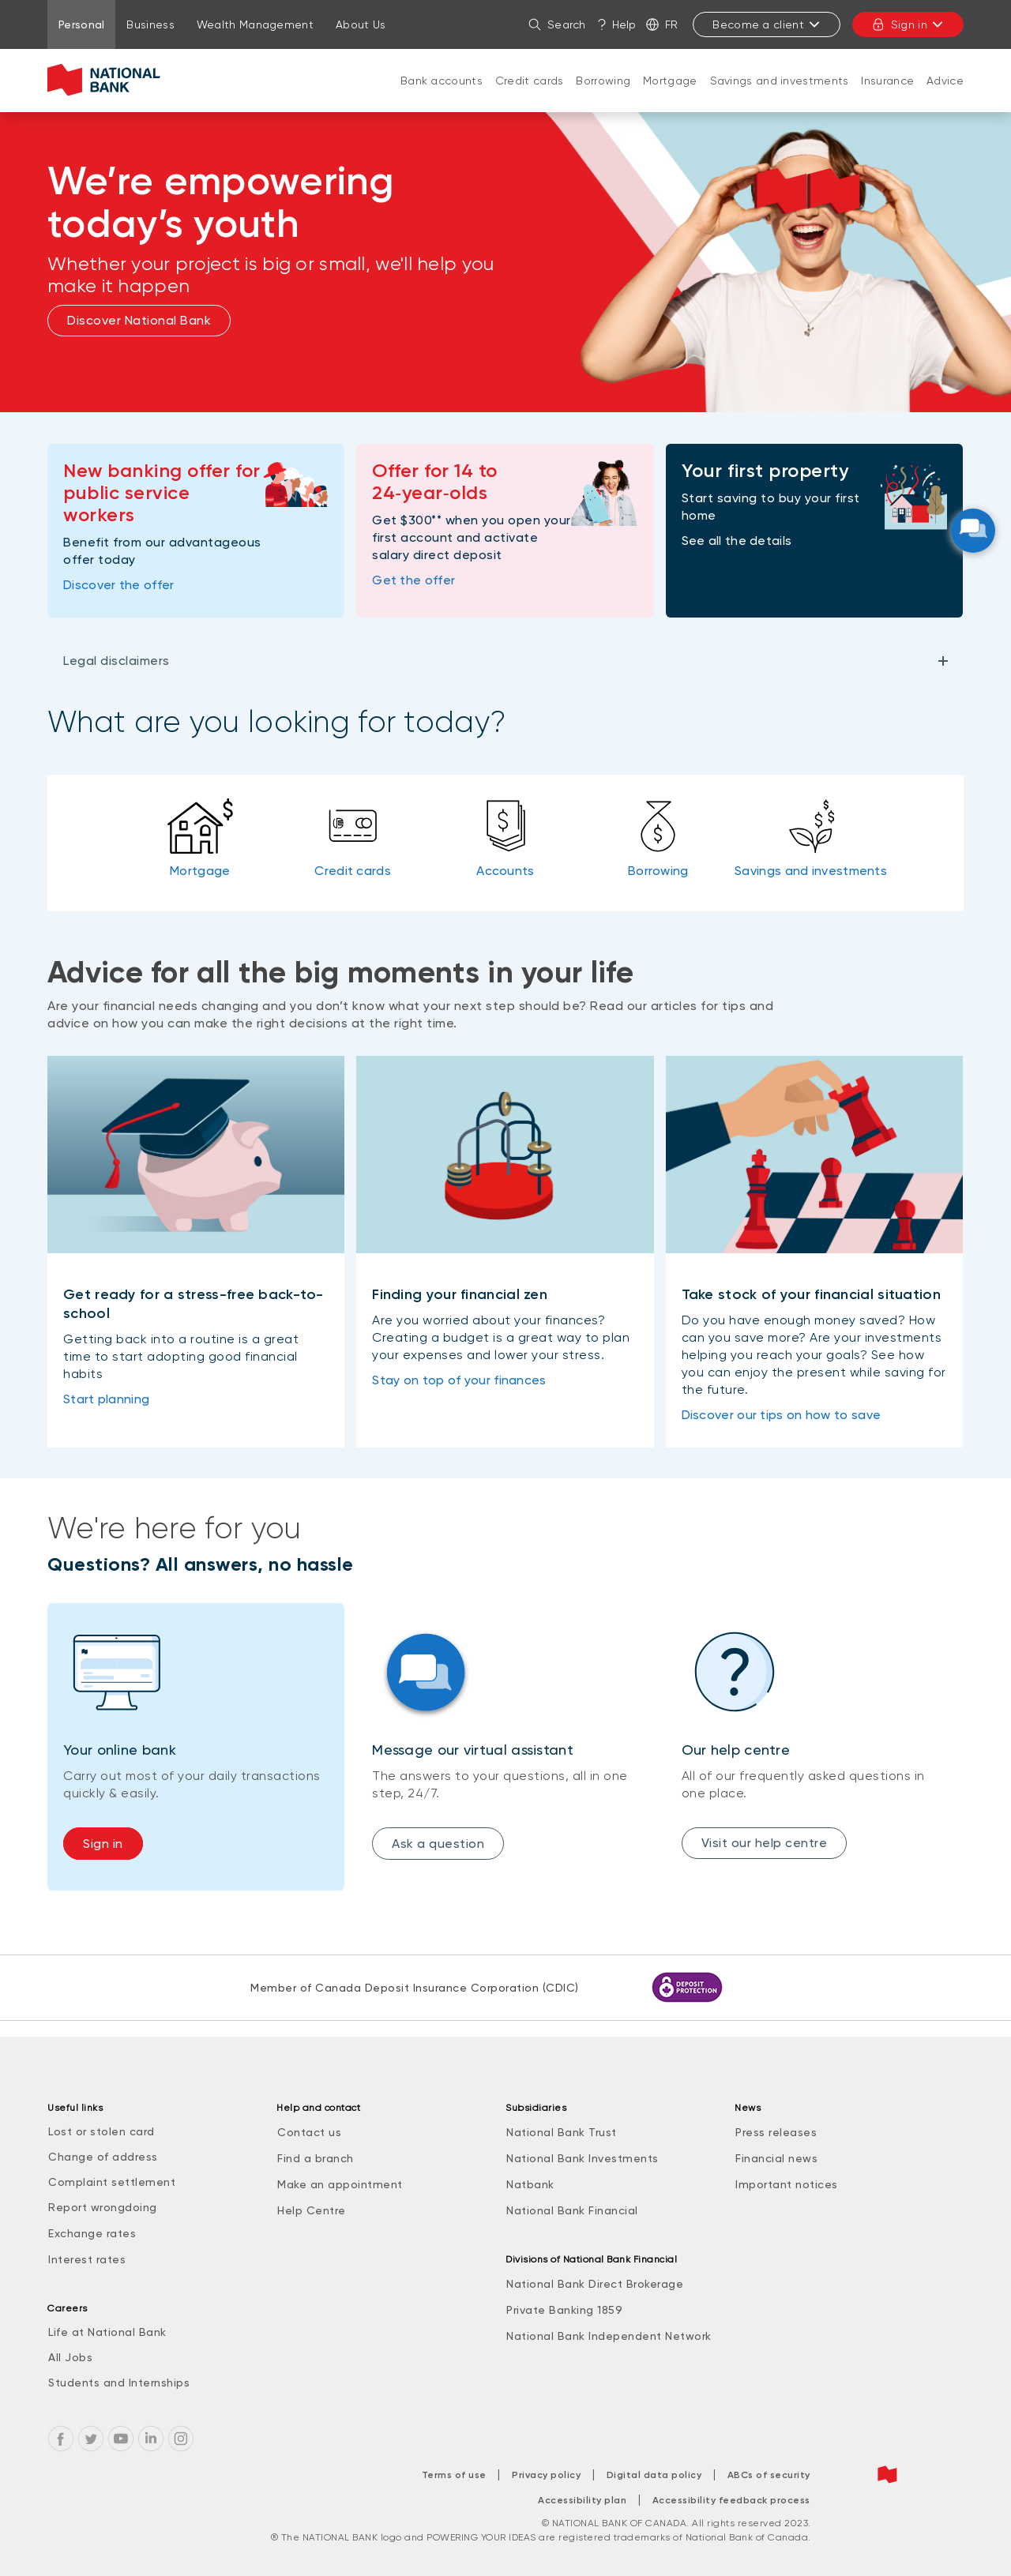 Personal
Business
Wealth Management
About Us
Search
Help
FR
Become a client
Sign in
NATIONAL
BANK
Bank accounts
Credit cards
Borrowing
Mortgage
Savings and investments
Insurance
Advice
We’re empowering
today’s youth
Whether your project is big or small, we'll help you
make it happen
Discover National Bank
New banking offer for
public service
workers
Benefit from our advantageous
offer today
Discover the offer
Offer for 14 to
24-year-olds
Get $300** when you open your
first account and activate
salary direct deposit
Get the offer
Your first property
Start saving to buy your first
home
See all the details
Legal disclaimers
What are you looking for today?
Mortgage
Credit cards
Accounts
Borrowing
Savings and investments
Advice for all the big moments in your life
Are your financial needs changing and you don’t know what your next step should be? Read our articles for tips and
advice on how you can make the right decisions at the right time.
Get ready for a stress-free back-to-
school
Getting back into a routine is a great
time to start adopting good financial
habits
Start planning
Finding your financial zen
Are you worried about your finances?
Creating a budget is a great way to plan
your expenses and lower your stress.
Stay on top of your finances
Take stock of your financial situation
Do you have enough money saved? How
can you save more? Are your investments
helping you reach your goals? See how
you can enjoy the present while saving for
the future.
Discover our tips on how to save
We're here for you
Questions? All answers, no hassle
Your online bank
Carry out most of your daily transactions
quickly & easily.
Sign in
Message our virtual assistant
The answers to your questions, all in one
step, 24/7.
Ask a question
Our help centre
All of our frequently asked questions in
one place.
Visit our help centre
Member of Canada Deposit Insurance Corporation (CDIC)
DEPOSIT
PROTECTION
Useful links
Lost or stolen card
Change of address
Complaint settlement
Report wrongdoing
Exchange rates
Interest rates
Careers
Life at National Bank
All Jobs
Students and Internships
Help and contact
Contact us
Find a branch
Make an appointment
Help Centre
Subsidiaries
National Bank Trust
National Bank Investments
Natbank
National Bank Financial
Divisions of National Bank Financial
National Bank Direct Brokerage
Private Banking 1859
National Bank Independent Network
News
Press releases
Financial news
Important notices
Terms of use | Privacy policy | Digital data policy | ABCs of security
Accessibility plan | Accessibility feedback process
© NATIONAL BANK OF CANADA. All rights reserved 2023.
® The NATIONAL BANK logo and POWERING YOUR IDEAS are registered trademarks of National Bank of Canada.